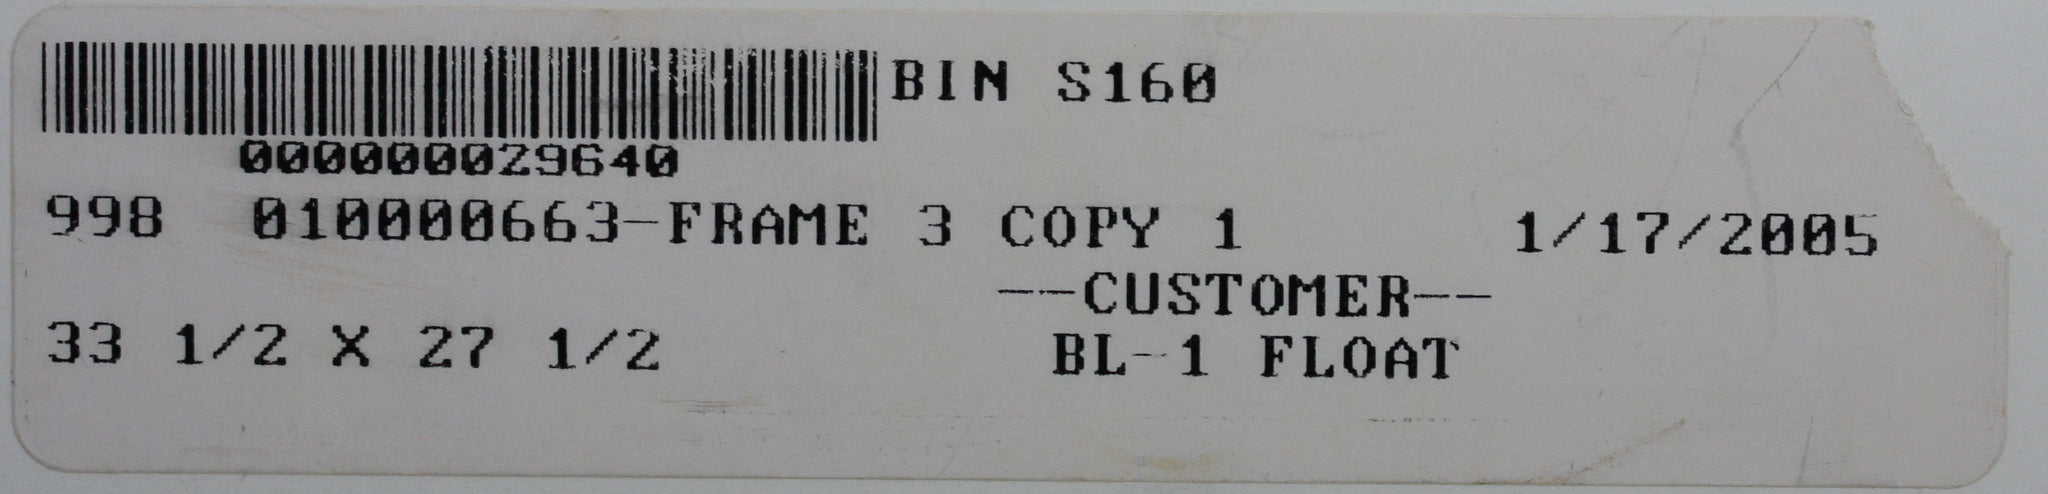 BIN S160
000000029640
998 010000663-FRAME 3 COPY 1 1/17/2005
--CUSTOMER--
33 1/2 X 27 1/2 BL-1 FLOAT